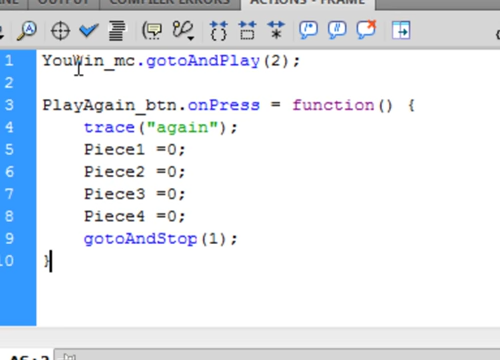 OUTPUT
COMPILER ERRORS
ACTIONS - FRAME
1 YouWin_mc.gotoAndPlay(2);
2
3 PlayAgain_btn.onPress = function() {
4 trace("again");
5 Piece1 =0;
6 Piece2 =0;
7 Piece3 =0;
8 Piece4 =0;
9 gotoAndStop(1);
10 }